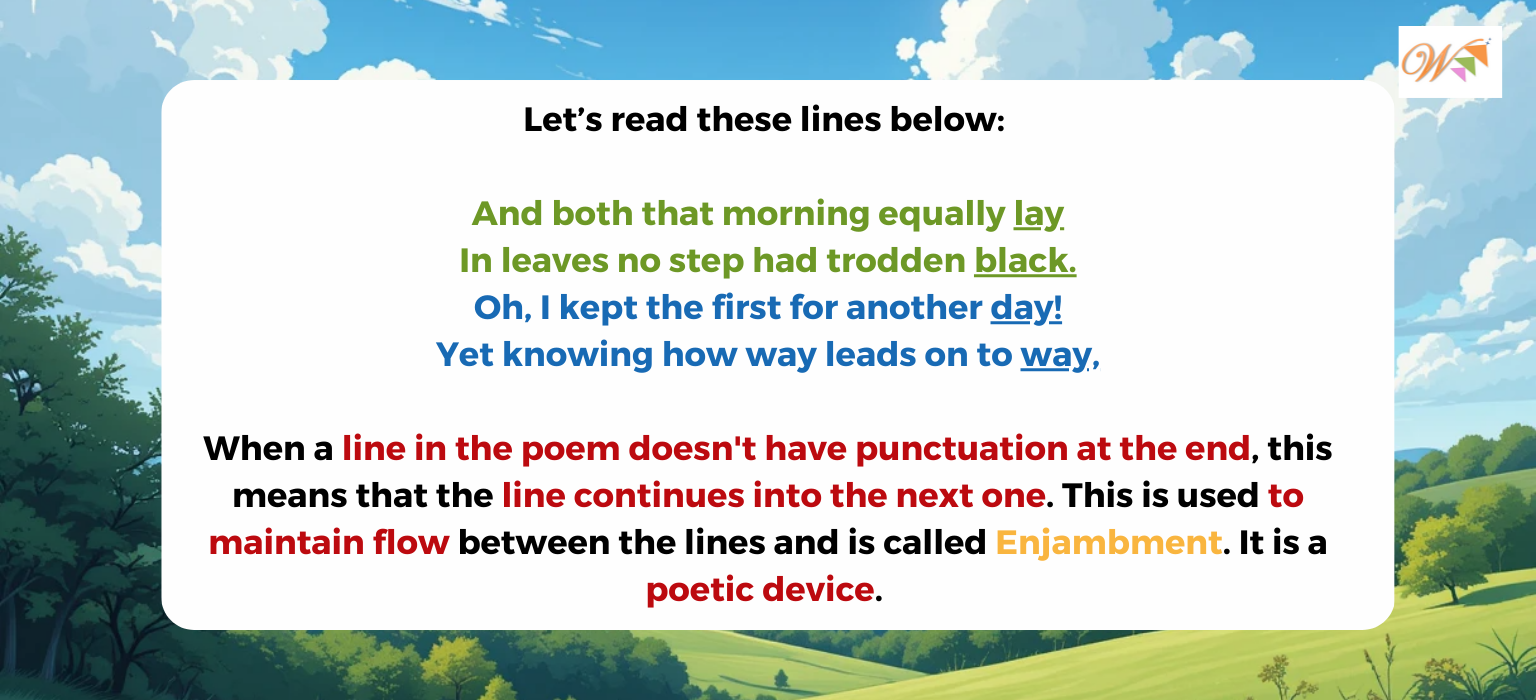 W
Let’s read these lines below:
And both that morning equally lay
In leaves no step had trodden black.
Oh, I kept the first for another day!
Yet knowing how way leads on to way,
When a line in the poem doesn't have punctuation at the end, this
means that the line continues into the next one. This is used to
maintain flow between the lines and is called Enjambment. It is a
poetic device.